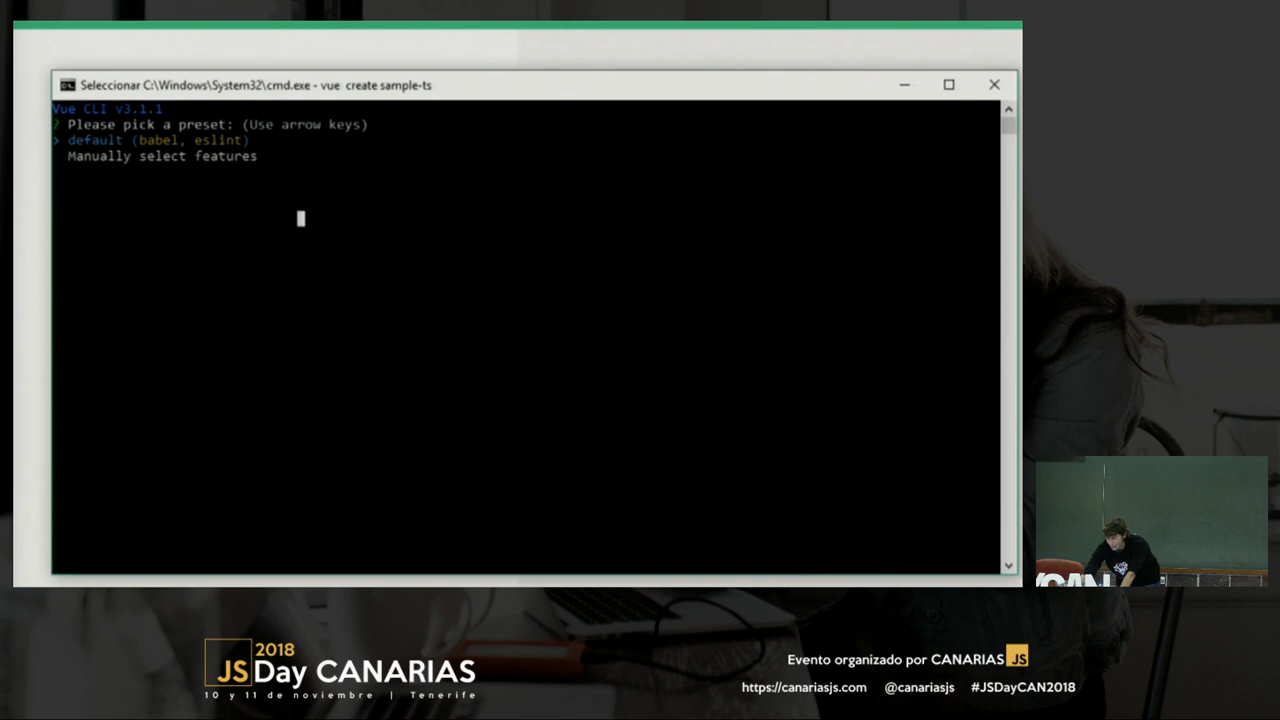 Seleccionar C:\Windows\System32\cmd.exe - vue  create sample-ts
Vue CLI v3.1.1
? Please pick a preset: (Use arrow keys)
> default (babel, eslint)
Manually select features
YCAN
2018
JSDay CANARIAS
10 y 11 de noviembre | Tenerife
Evento organizado por CANARIAS JS
https://canariasjs.com @canariasjs #JSDayCAN2018